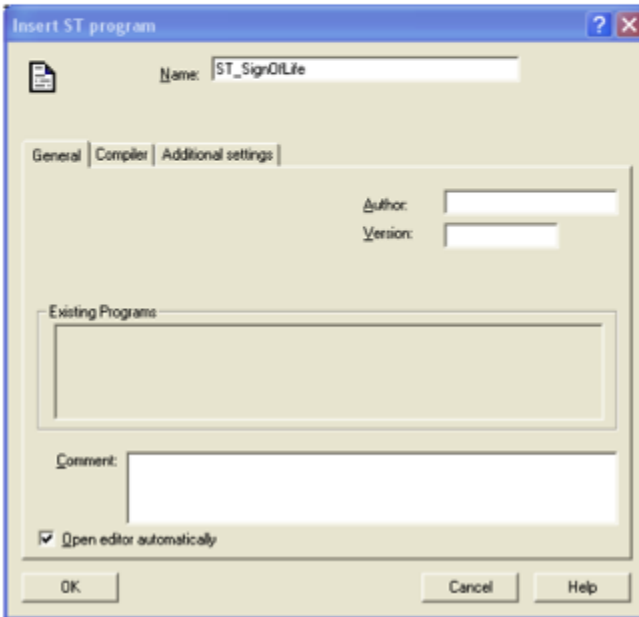 Insert ST program
Name: ST_SignOfLife
General Compiler Additional settings
Author:
Version:
Existing Programs
Comment:
Open editor automatically
OK Cancel Help